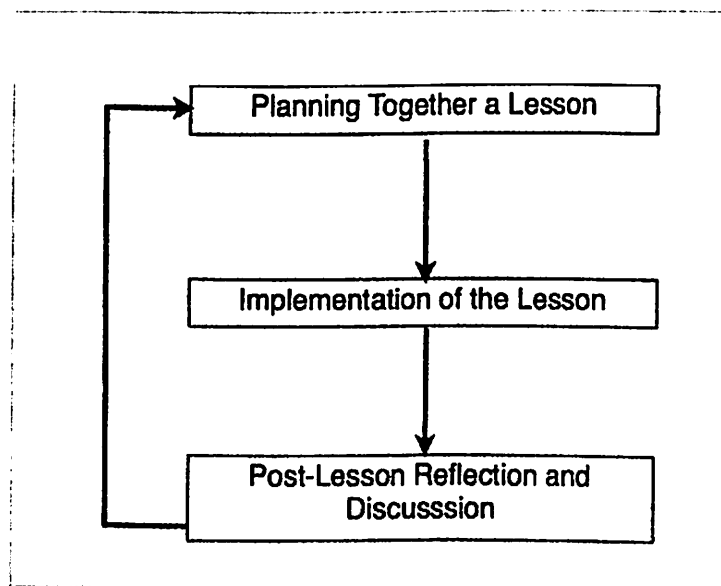 Planning Together a Lesson
Implementation of the Lesson
Post-Lesson Reflection and
Discusssion